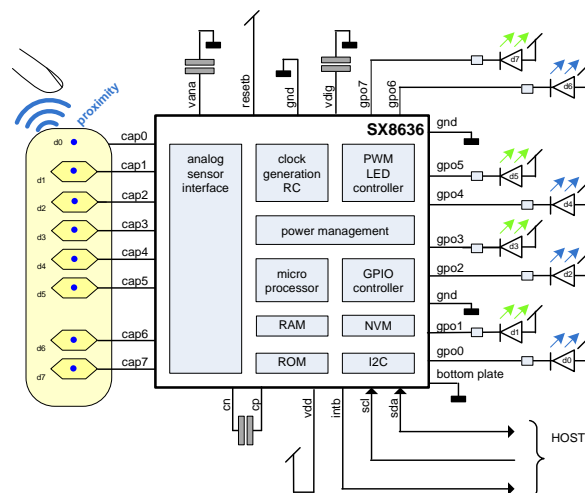 proximity
vana
resetb
gnd
vdig
gpo7
gpo6
d7
d6
SX8636
gnd
d0
cap0
d1
cap1
d2
cap2
d3
cap3
d4
cap4
d5
cap5
d6
cap6
d7
cap7
analog
sensor
interface
clock
generation
RC
PWM
LED
controller
power management
micro
processor
GPIO
controller
RAM
NVM
ROM
I2C
gpo5
d5
gpo4
d4
gpo3
d3
gpo2
d2
gnd
gpo1
d1
gpo0
d0
bottom plate
cn
cp
vdd
intb
scl
sda
HOST